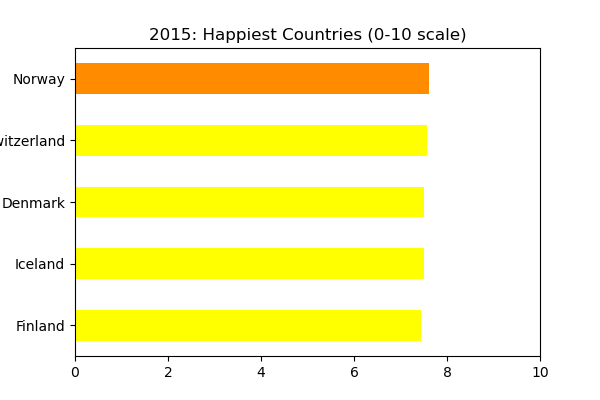 2015: Happiest Countries (0-10 scale)
Norway
witzerland
Denmark
Iceland
Finland
0 2 4 6 8 10